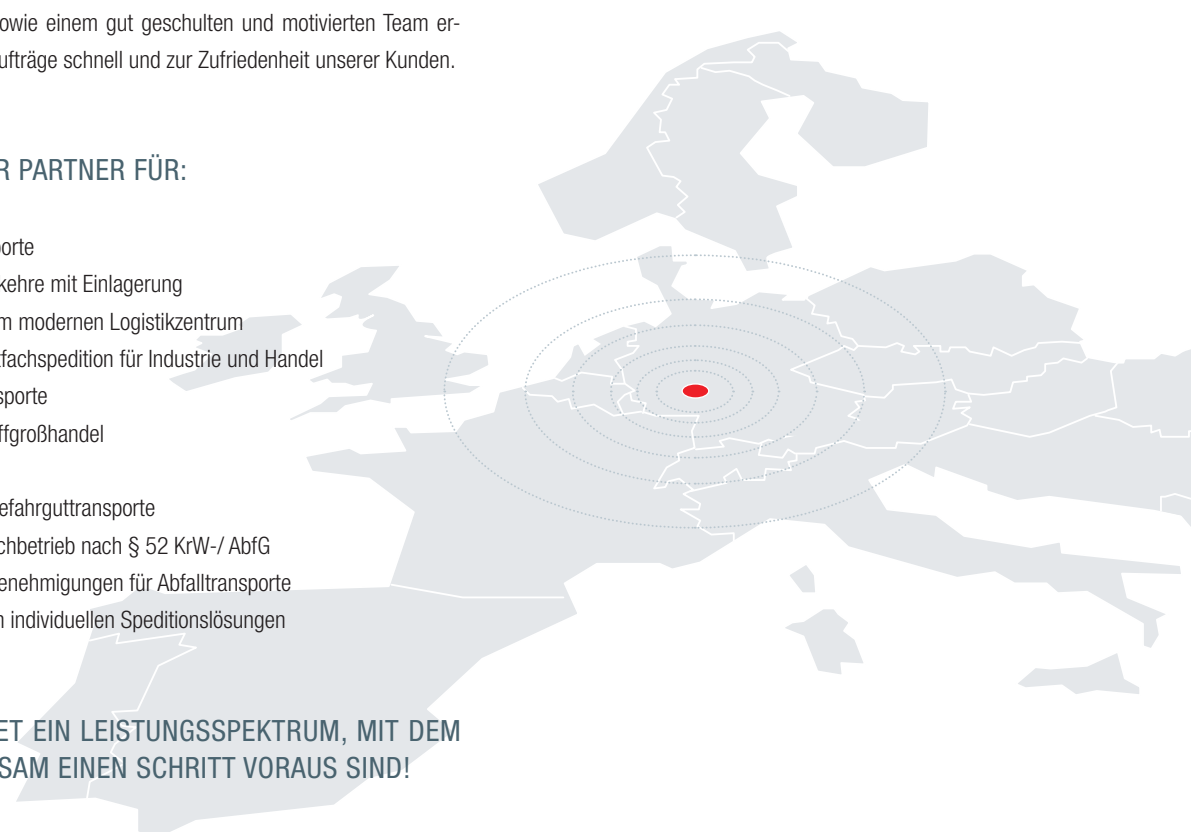 owie einem gut geschulten und motivierten Team er-
ufträge schnell und zur Zufriedenheit unserer Kunden.
R PARTNER FÜR:
orte
kehre mit Einlagerung
m modernen Logistikzentrum
fachspedition für Industrie und Handel
sporte
ffgroßhandel
efahrguttransporte
chbetrieb nach § 52 KrW-/ AbfG
enehmigungen für Abfalltransporte
n individuellen Speditionslösungen
ET EIN LEISTUNGSSPEKTRUM, MIT DEM
SAM EINEN SCHRITT VORAUS SIND!